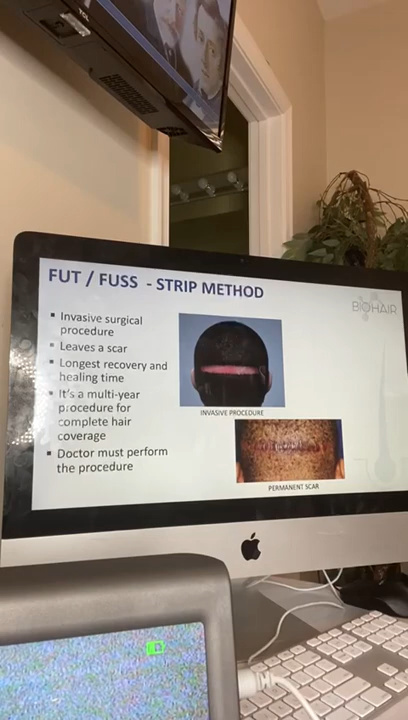 TCL
FUT / FUSS - STRIP METHOD
BIOHAIR
▪ Invasive surgical
procedure
▪ Leaves a scar
▪ Longest recovery and
healing time
▪ It's a multi-year
procedure for
complete hair
coverage
▪ Doctor must perform
the procedure
INVASIVE PROCEDURE
PERMANENT SCAR